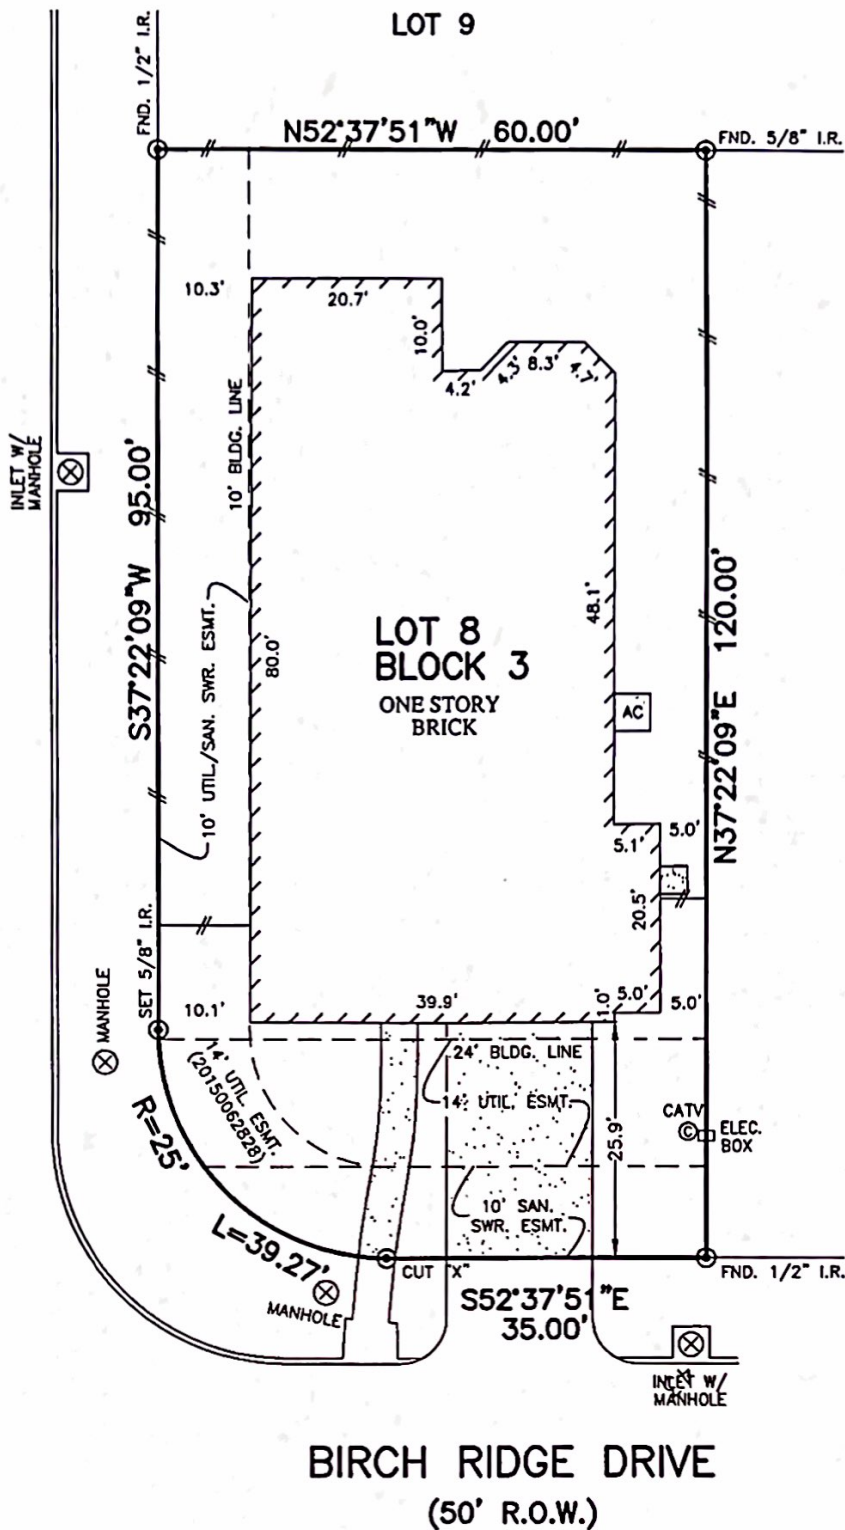 LOT 9
FND. 1/2" I.R.
N52°37'51"W 60.00'
FND. 5/8" I.R.
10.3'
20.7'
10.0'
4.2'
4.3'
8.3'
4.7'
10' BLDG. LINE
INLET W/
MANHOLE
S37°22'09"W 95.00'
10' UTIL./SAN. SWR. ESMT.
80.0'
48.1'
LOT 8
BLOCK 3
ONE STORY
BRICK
AC
N37°22'09"E 120.00'
5.1'
5.0'
20.5'
SET 5/8" I.R.
MANHOLE
10.1'
39.9'
1.0'
5.0'
5.0'
14' UTIL. ESMT.
(20150062828)
24' BLDG. LINE
14' UTIL. ESMT.
CATV
C
ELEC.
BOX
25.9'
R=25'
L=39.27'
10' SAN.
SWR. ESMT.
CUT "X"
FND. 1/2" I.R.
MANHOLE
S52°37'51"E
35.00'
INLET W/
MANHOLE
BIRCH RIDGE DRIVE
(50' R.O.W.)